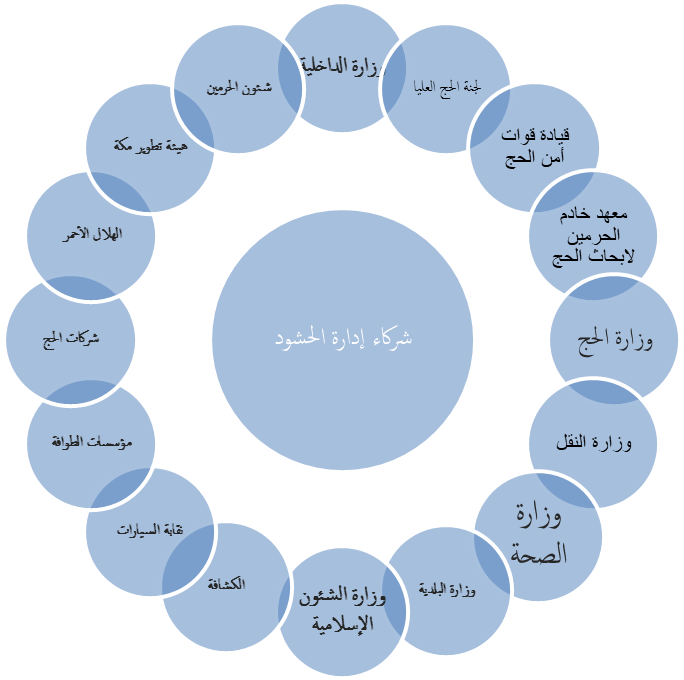 شركاء إدارة الحشود
وزارة الداخلية
لجنة الحج العليا
قيادة قوات
أمن الحج
معهد خادم
الحرمين
لابحاث الحج
وزارة الحج
وزارة النقل
وزارة
الصحة
وزارة البلدية
وزارة الشئون
الإسلامية
الكشافة
نقابة السيارات
مؤسسات الطوافة
شركات الحج
الهلال الأحمر
هيئة تطوير مكة
شئون الحرمين